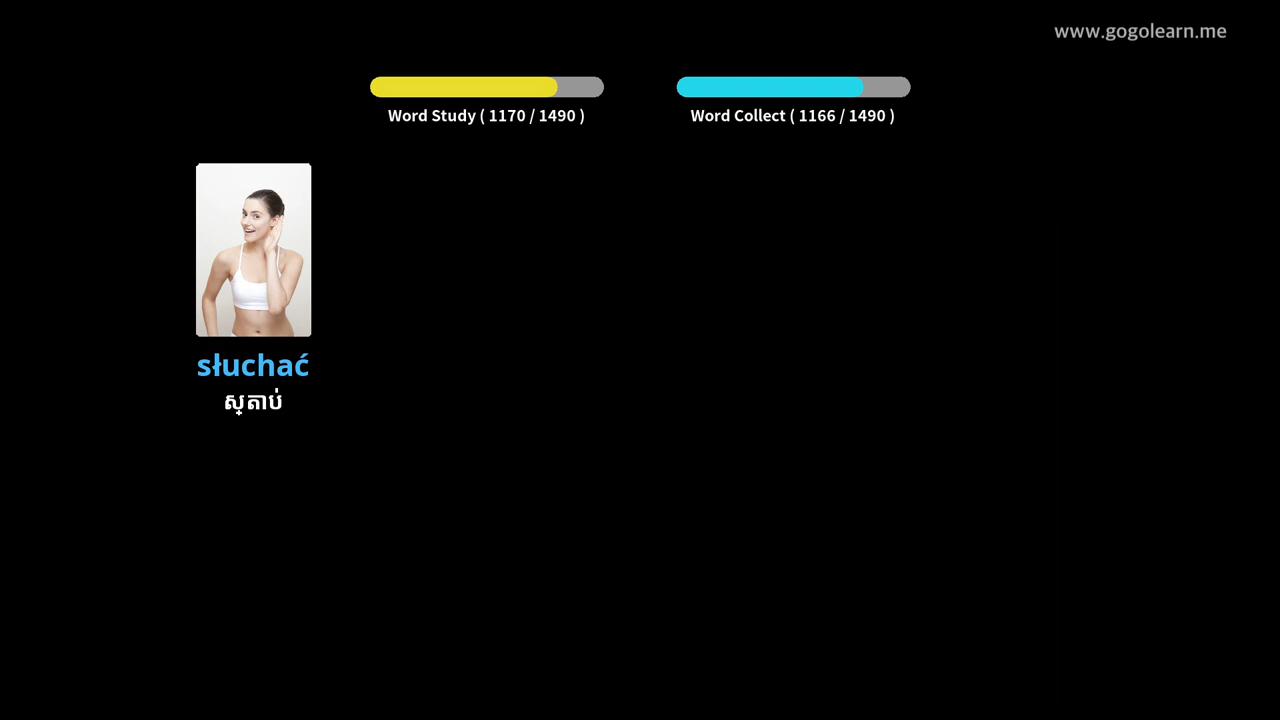 www.gogolearn.me
Word Study ( 1170 / 1490 )
Word Collect ( 1166 / 1490 )
słuchać
ស្តាប់